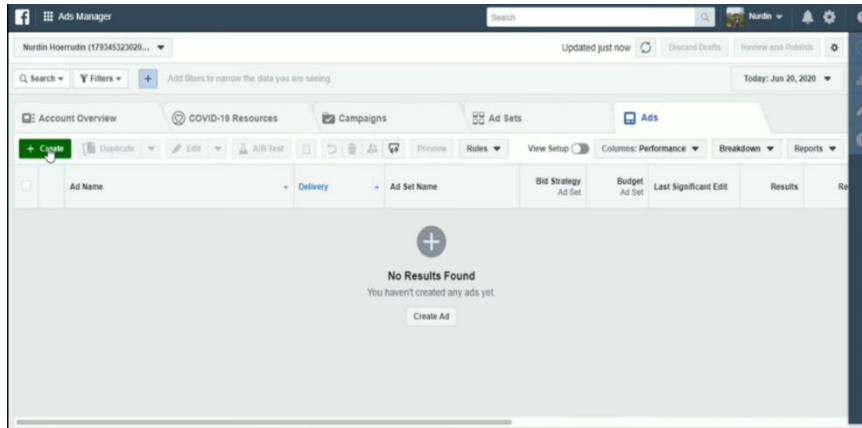 f Ads Manager Search Nurdin
Nurdin Hoerrudin (179345323020... Updated just now Discard Drafts Review and Publish
Search Filters + Add filters to narrow the data you are seeing. Today: Jun 20, 2020
Account Overview COVID-19 Resources Campaigns Ad Sets Ads
+ Create Duplicate Edit A/B Test Preview Rules View Setup Columns: Performance Breakdown Reports
Ad Name Delivery Ad Set Name Bid Strategy Budget Last Significant Edit Results Re
Ad Set Ad Set
No Results Found
You haven't created any ads yet.
Create Ad